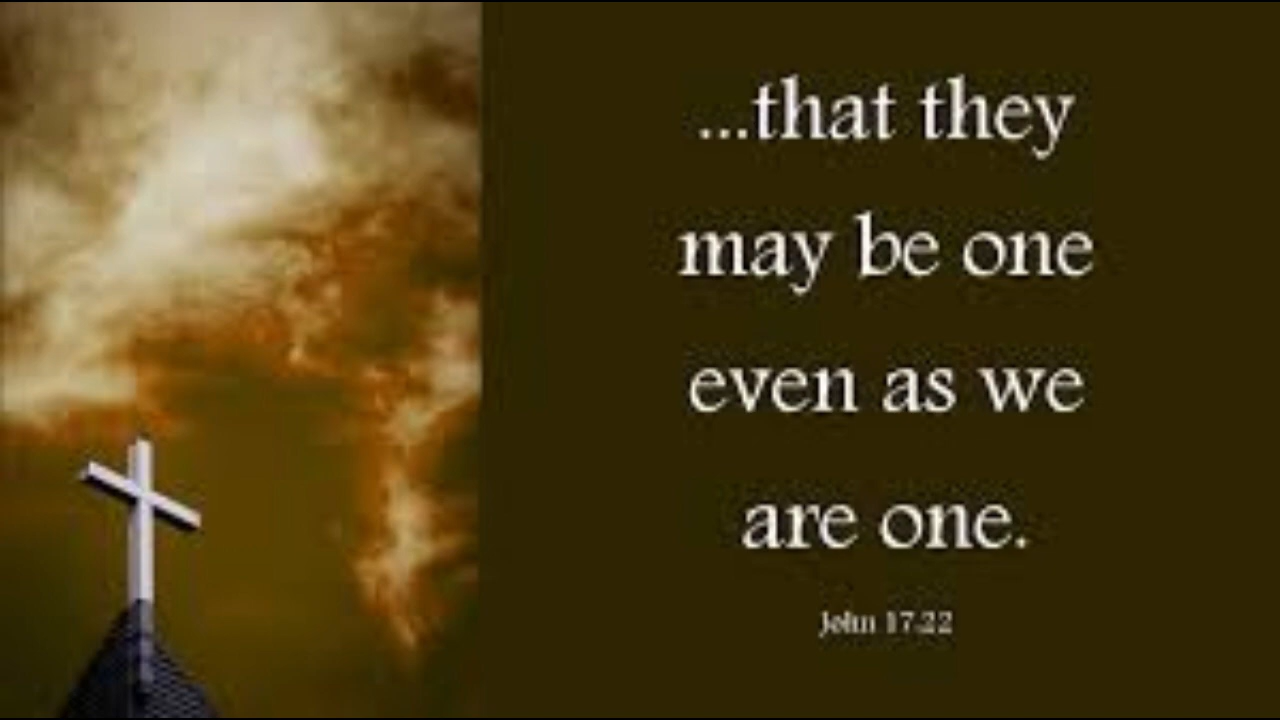 ...that they
may be one
even as we
are one.
John 17.22